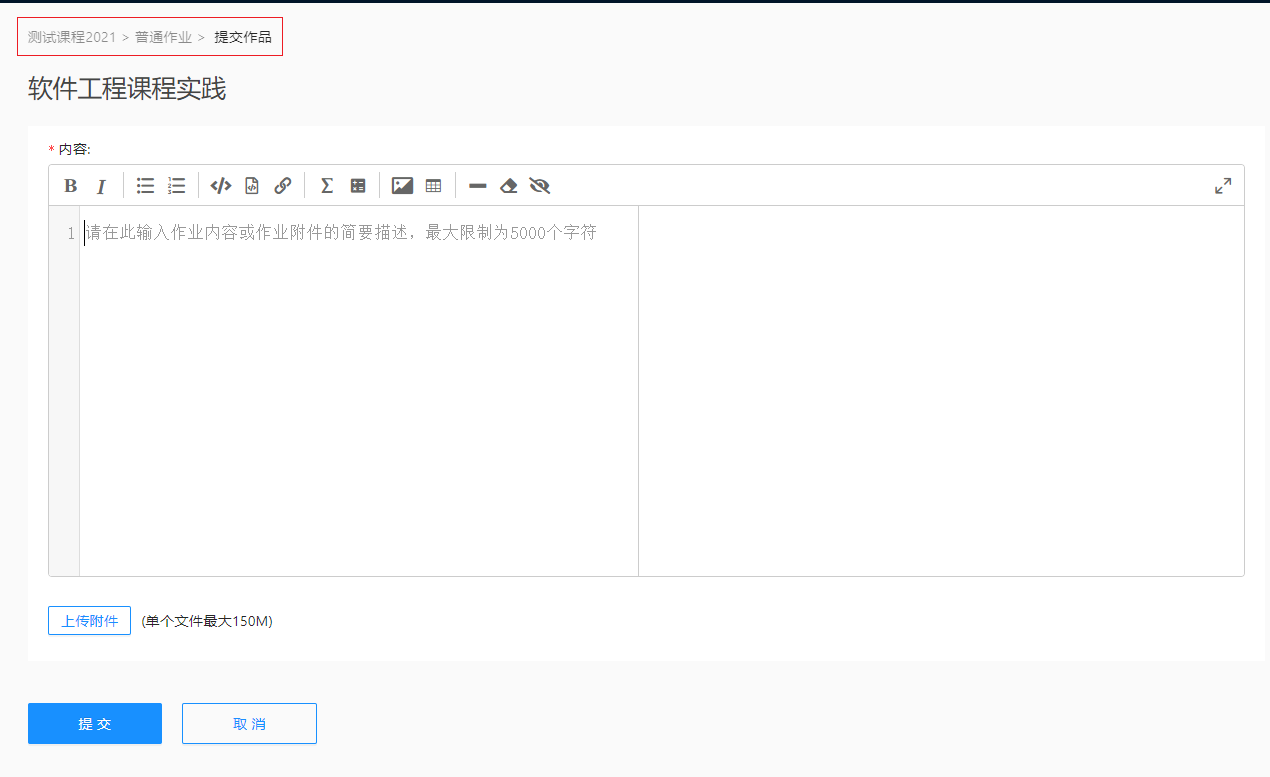 测试课程2021 > 普通作业 > 提交作品
软件工程课程实践
* 内容:
B I Σ
1 请在此输入作业内容或作业附件的简要描述，最大限制为5000个字符
上传附件 (单个文件最大150M)
提 交 取 消